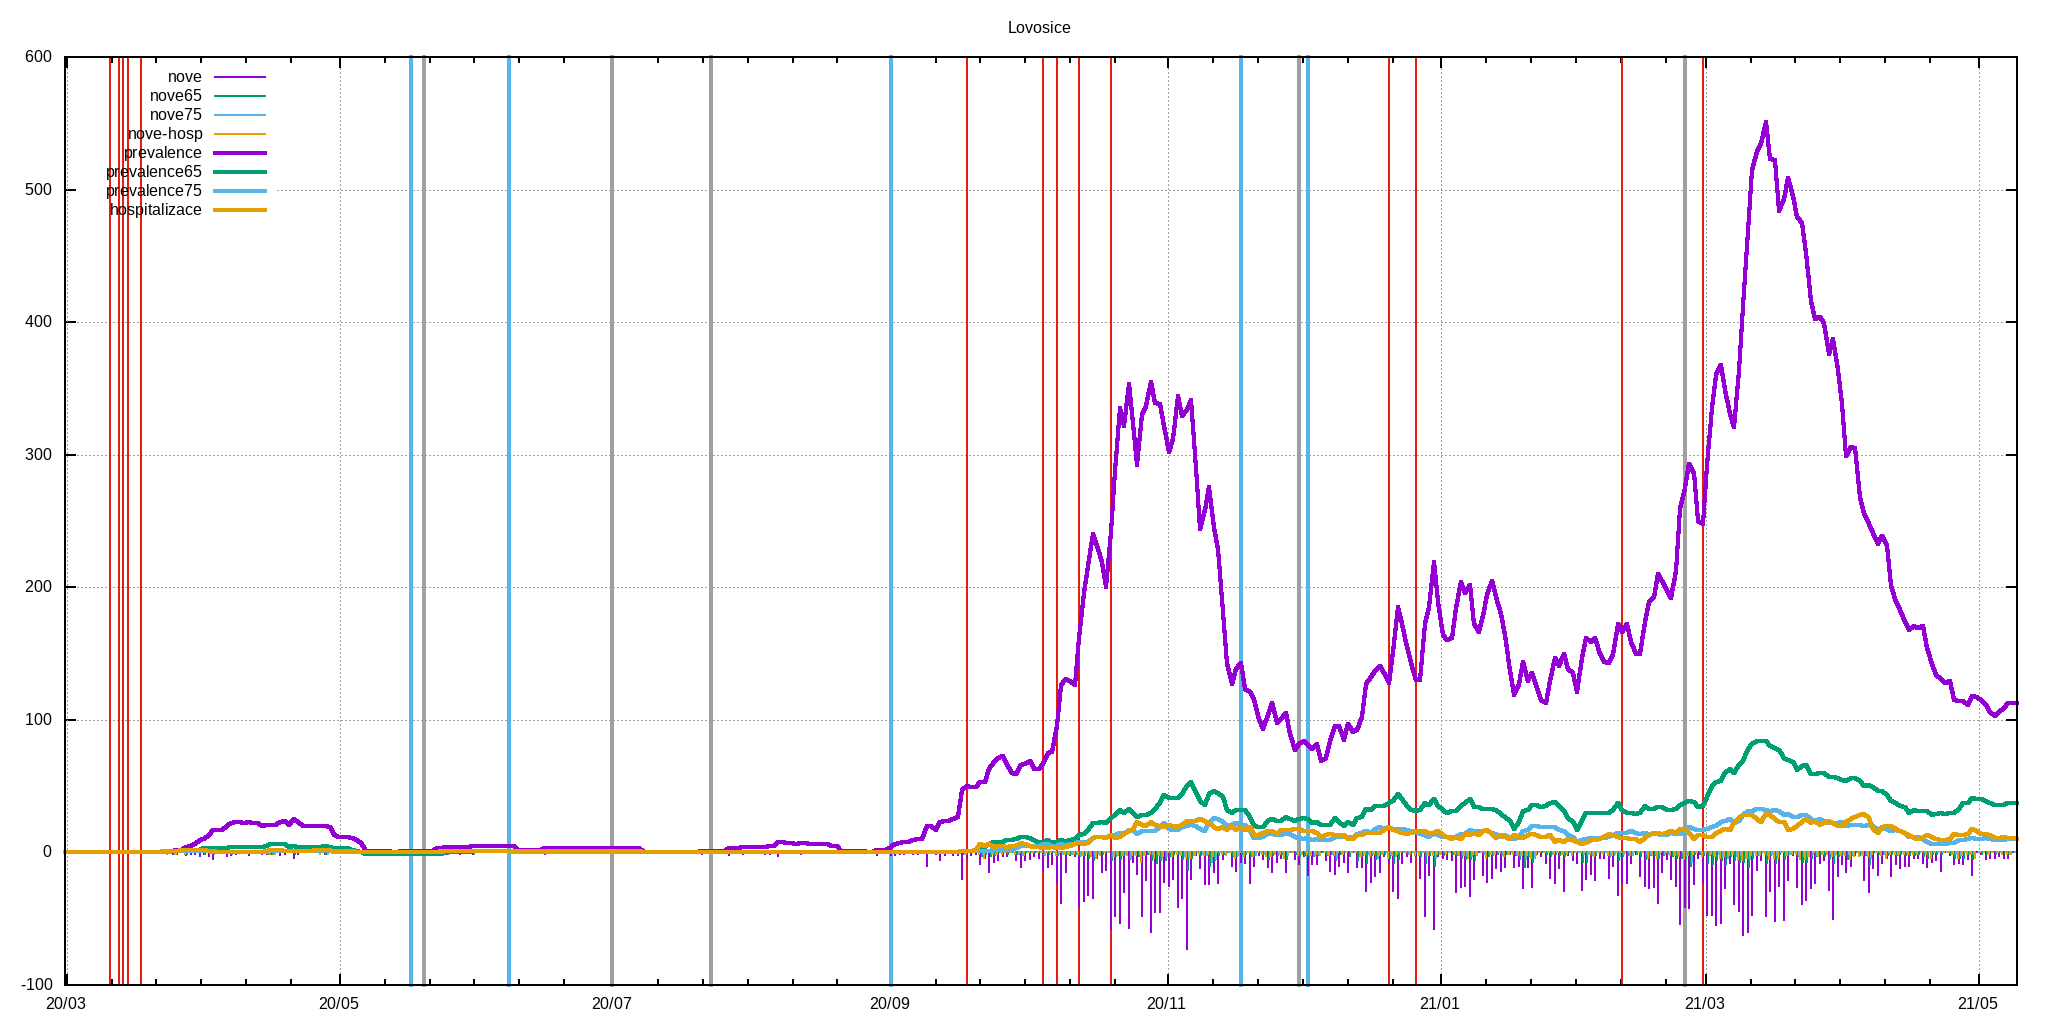 Lovosice
600
500
400
300
200
100
0
-100
nove
nove65
nove75
nove-hosp
prevalence
prevalence65
prevalence75
hospitalizace
20/03 20/05 20/07 20/09 20/11 21/01 21/03 21/05